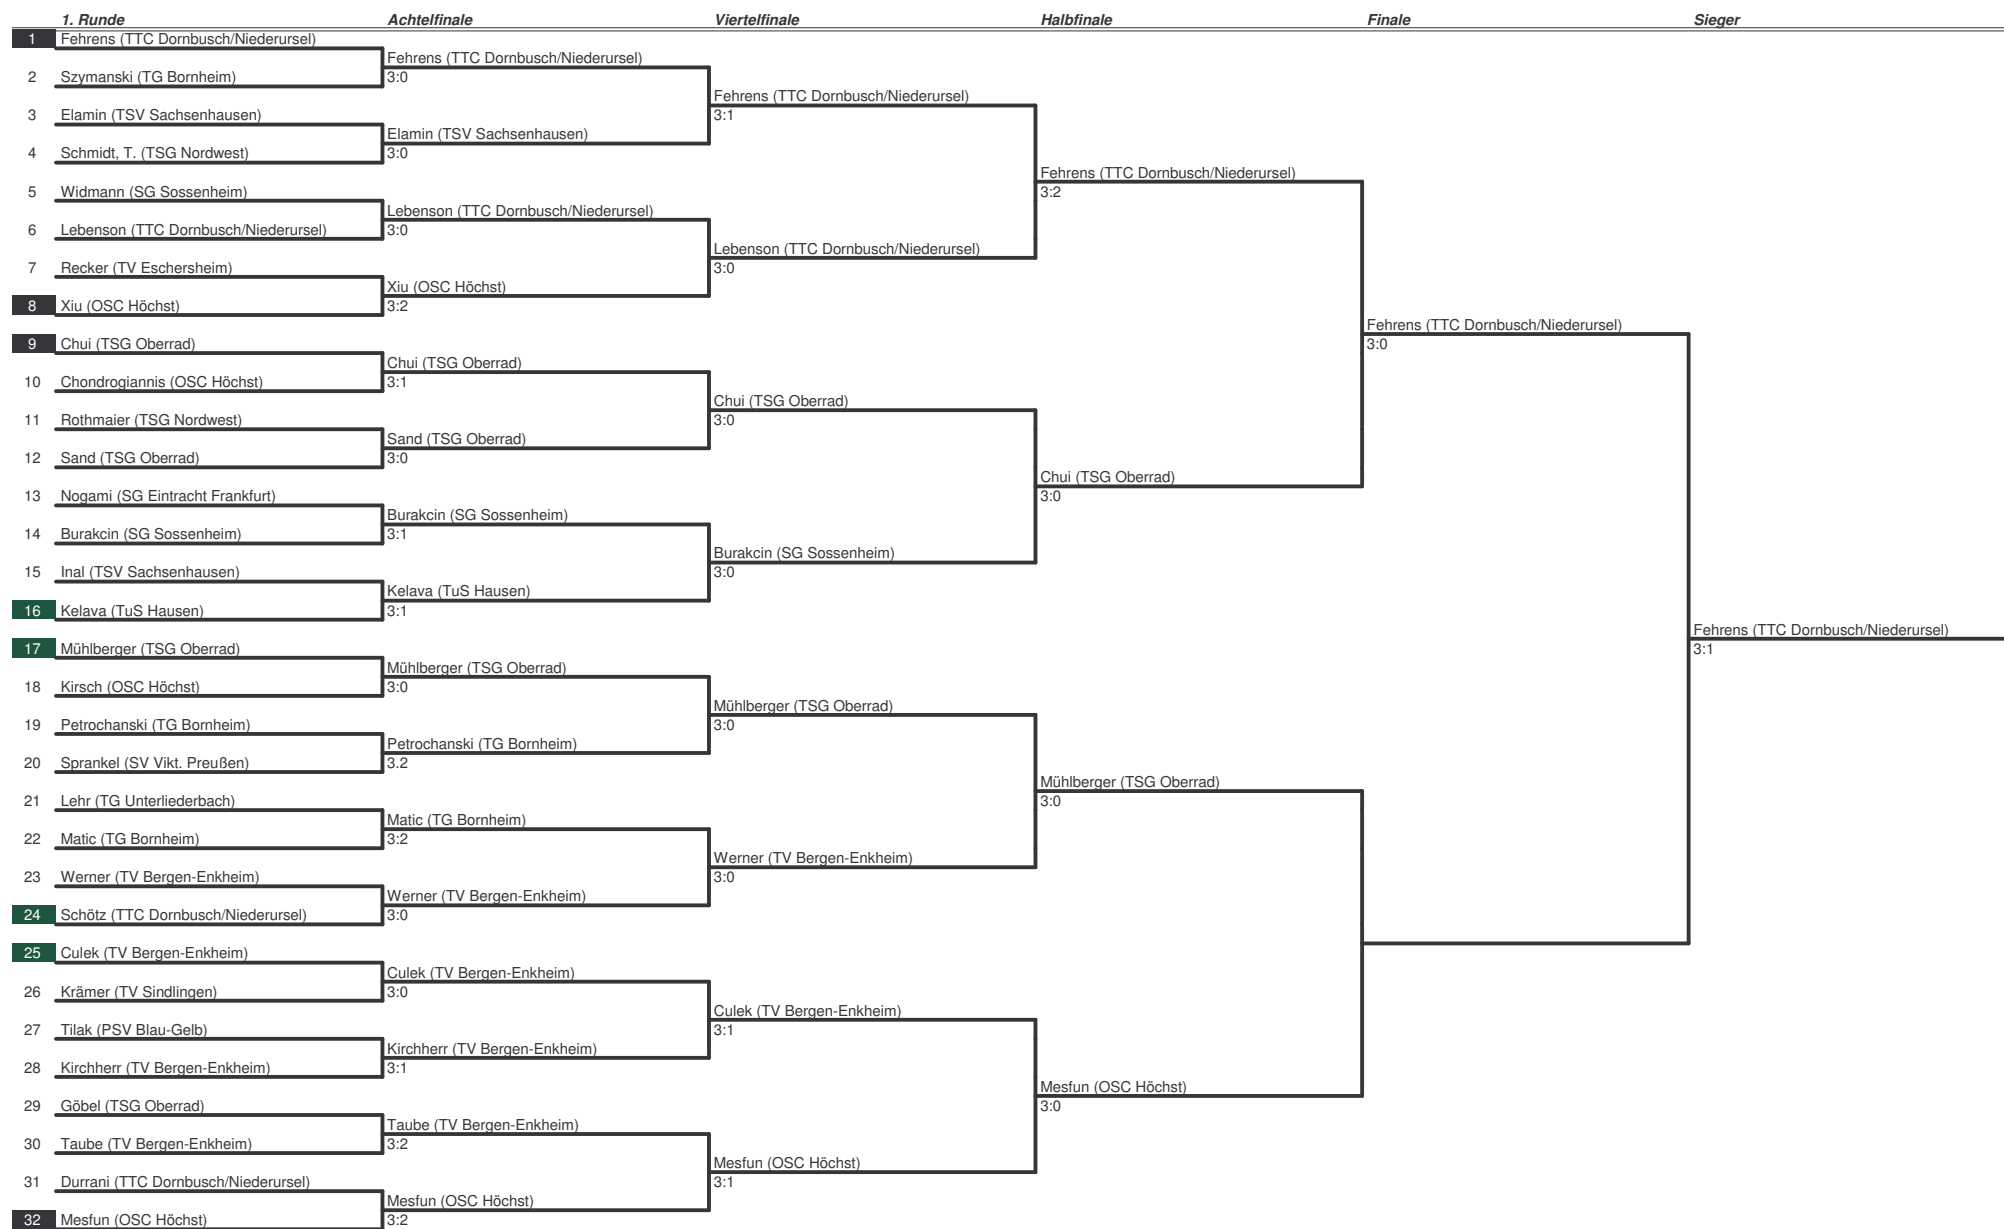 1. Runde Achtelfinale Viertelfinale Halbfinale Finale Sieger
1 Fehrens (TTC Dornbusch/Niederursel)
Fehrens (TTC Dornbusch/Niederursel)
2 Szymanski (TG Bornheim) 3:0
Fehrens (TTC Dornbusch/Niederursel)
3 Elamin (TSV Sachsenhausen) 3:1
Elamin (TSV Sachsenhausen)
4 Schmidt, T. (TSG Nordwest) 3:0
Fehrens (TTC Dornbusch/Niederursel)
5 Widmann (SG Sossenheim) 3:2
Lebenson (TTC Dornbusch/Niederursel)
6 Lebenson (TTC Dornbusch/Niederursel) 3:0
Lebenson (TTC Dornbusch/Niederursel)
7 Recker (TV Eschersheim) 3:0
Xiu (OSC Höchst)
8 Xiu (OSC Höchst) 3:2
Fehrens (TTC Dornbusch/Niederursel)
9 Chui (TSG Oberrad) 3:0
Chui (TSG Oberrad)
10 Chondrogiannis (OSC Höchst) 3:1
Chui (TSG Oberrad)
11 Rothmaier (TSG Nordwest) 3:0
Sand (TSG Oberrad)
12 Sand (TSG Oberrad) 3:0
Chui (TSG Oberrad)
13 Nogami (SG Eintracht Frankfurt) 3:0
Burakcin (SG Sossenheim)
14 Burakcin (SG Sossenheim) 3:1
Burakcin (SG Sossenheim)
15 Inal (TSV Sachsenhausen) 3:0
Kelava (TuS Hausen)
16 Kelava (TuS Hausen) 3:1
Fehrens (TTC Dornbusch/Niederursel)
17 Mühlberger (TSG Oberrad) 3:1
Mühlberger (TSG Oberrad)
18 Kirsch (OSC Höchst) 3:0
Mühlberger (TSG Oberrad)
19 Petrochanski (TG Bornheim) 3:0
Petrochanski (TG Bornheim)
20 Sprankel (SV Vikt. Preußen) 3.2
Mühlberger (TSG Oberrad)
21 Lehr (TG Unterliederbach) 3:0
Matic (TG Bornheim)
22 Matic (TG Bornheim) 3:2
Werner (TV Bergen-Enkheim)
23 Werner (TV Bergen-Enkheim) 3:0
Werner (TV Bergen-Enkheim)
24 Schötz (TTC Dornbusch/Niederursel) 3:0
25 Culek (TV Bergen-Enkheim)
Culek (TV Bergen-Enkheim)
26 Krämer (TV Sindlingen) 3:0
Culek (TV Bergen-Enkheim)
27 Tilak (PSV Blau-Gelb) 3:1
Kirchherr (TV Bergen-Enkheim)
28 Kirchherr (TV Bergen-Enkheim) 3:1
Mesfun (OSC Höchst)
29 Göbel (TSG Oberrad) 3:0
Taube (TV Bergen-Enkheim)
30 Taube (TV Bergen-Enkheim) 3:2
Mesfun (OSC Höchst)
31 Durrani (TTC Dornbusch/Niederursel) 3:1
Mesfun (OSC Höchst)
32 Mesfun (OSC Höchst) 3:2